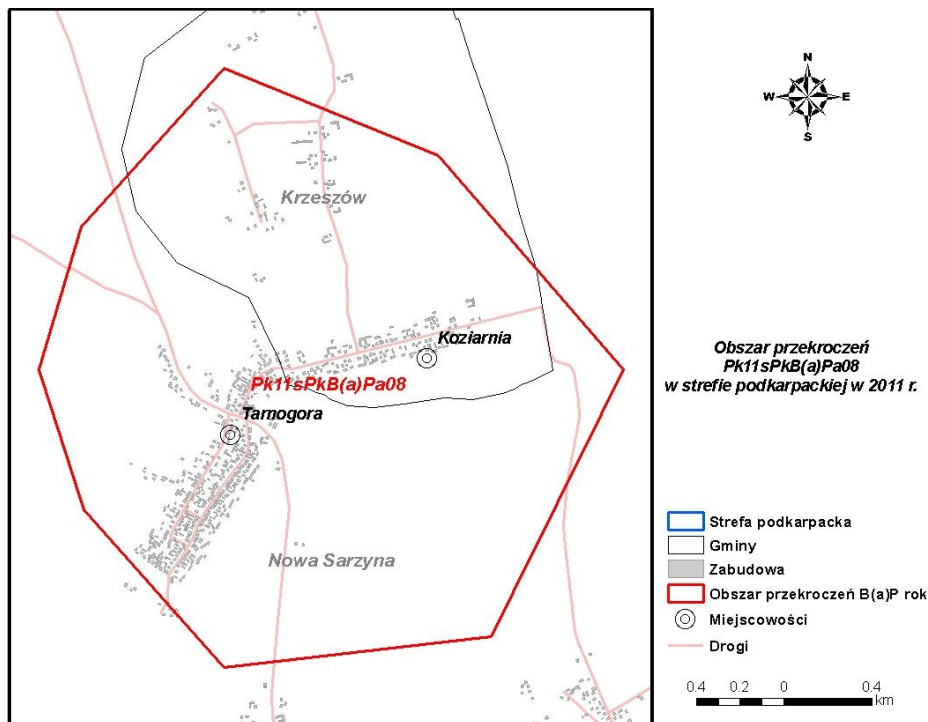 N
W E
S
Krzeszów
Koziarnia
Pk11sPkB(a)Pa08
Tarnogora
Nowa Sarzyna
Obszar przekroczeń
Pk11sPkB(a)Pa08
w strefie podkarpackiej w 2011 r.
Strefa podkarpacka
Gminy
Zabudowa
Obszar przekroczeń B(a)P rok
Miejscowości
Drogi
0.4 0.2 0 0.4
km